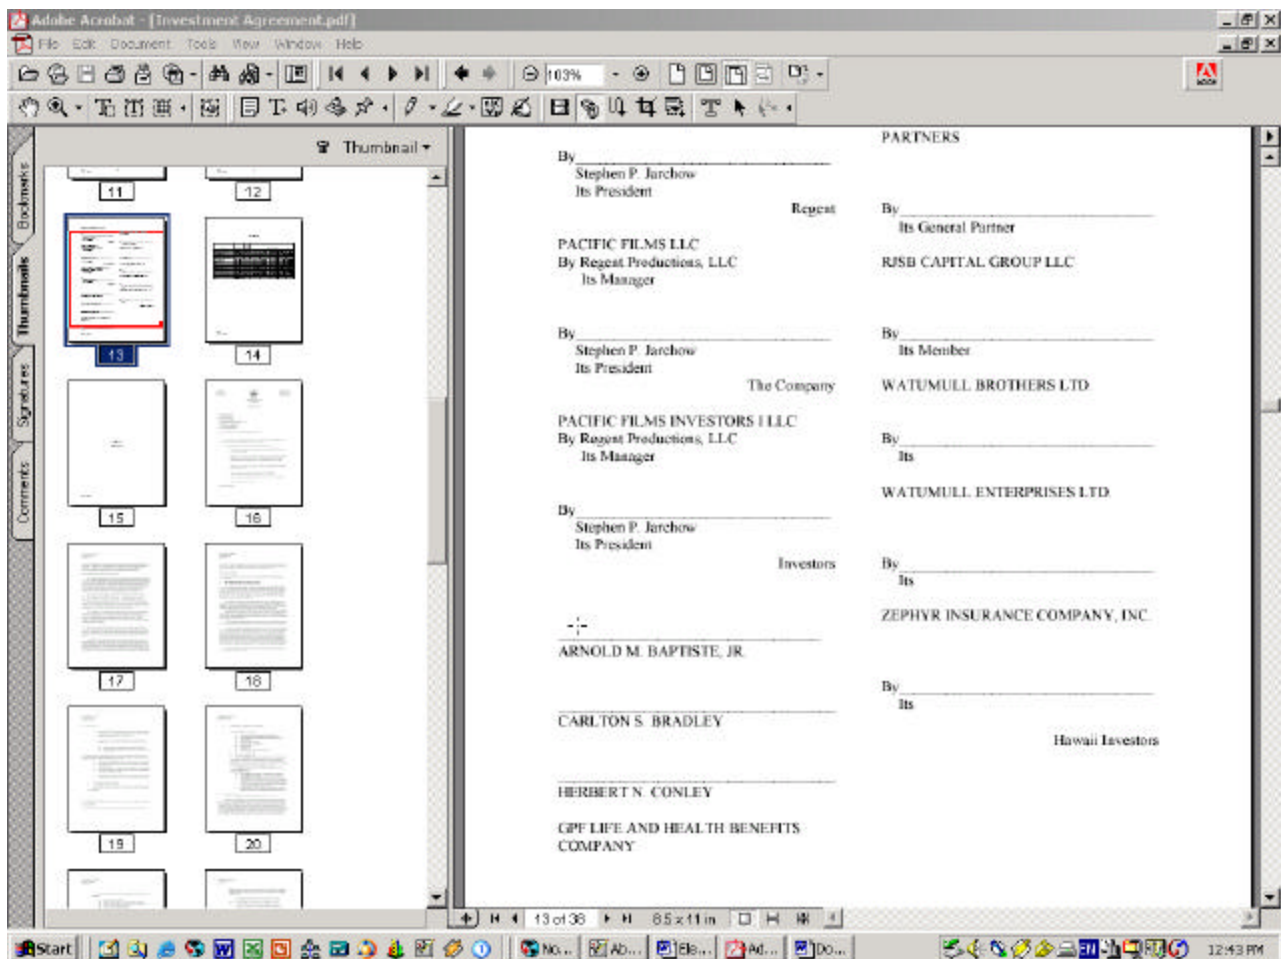 Adobe Acrobat - [Investment Agreement.pdf]
File Edit Document Tools View Window Help
103%
Bookmarks
Thumbnails
Signatures
Comments
Thumbnail
11
12
13
14
15
16
17
18
19
20
By
Stephen P. Jarchow
Its President
Regent
PACIFIC FILMS LLC
By Regent Productions, LLC
Its Manager
By
Stephen P. Jarchow
Its President
The Company
PACIFIC FILMS INVESTORS I LLC
By Regent Productions, LLC
Its Manager
By
Stephen P. Jarchow
Its President
Investors
ARNOLD M. BAPTISTE, JR.
CARLTON S. BRADLEY
HERBERT N. CONLEY
GPF LIFE AND HEALTH BENEFITS
COMPANY
PARTNERS
By
Its General Partner
RJSB CAPITAL GROUP LLC
By
Its Member
WATUMULL BROTHERS LTD
By
Its
WATUMULL ENTERPRISES LTD.
By
Its
ZEPHYR INSURANCE COMPANY, INC.
By
Its
Hawaii Investors
13 of 38
8.5 x 11 in
Start
No...
Ab...
Ele...
Ad...
Do...
12:43 PM